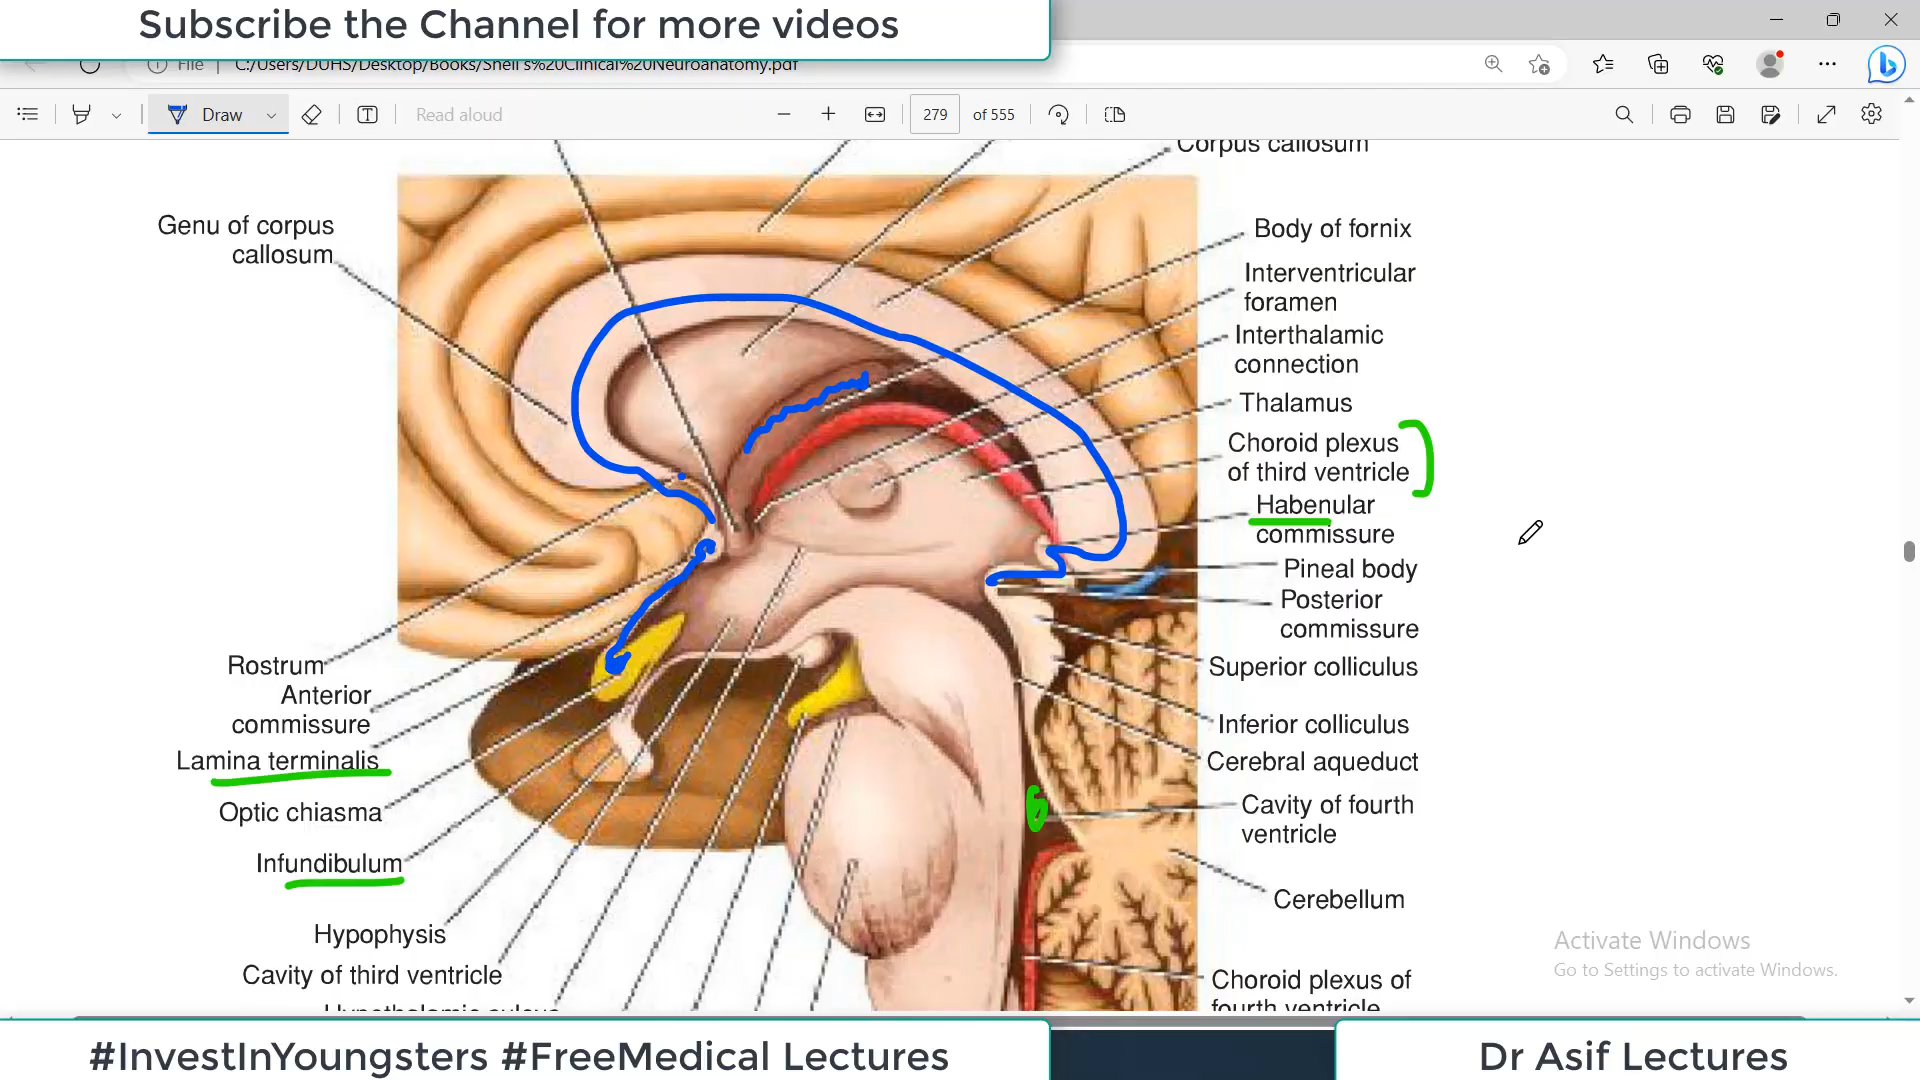 Subscribe the Channel for more videos
File | C:/Users/DUHS/Desktop/Books/Snell's%20Clinical%20Neuroanatomy.pdf
Draw
Read aloud
279 of 555
Corpus callosum
Genu of corpus
callosum
Body of fornix
Interventricular
foramen
Interthalamic
connection
Thalamus
Choroid plexus
of third ventricle
Habenular
commissure
Pineal body
Posterior
commissure
Superior colliculus
Inferior colliculus
Cerebral aqueduct
Cavity of fourth
ventricle
Cerebellum
Choroid plexus of
fourth ventricle
Rostrum
Anterior
commissure
Lamina terminalis
Optic chiasma
Infundibulum
Hypophysis
Cavity of third ventricle
Hypothalamic sulcus
Activate Windows
Go to Settings to activate Windows.
#InvestInYoungsters #FreeMedical Lectures
Dr Asif Lectures